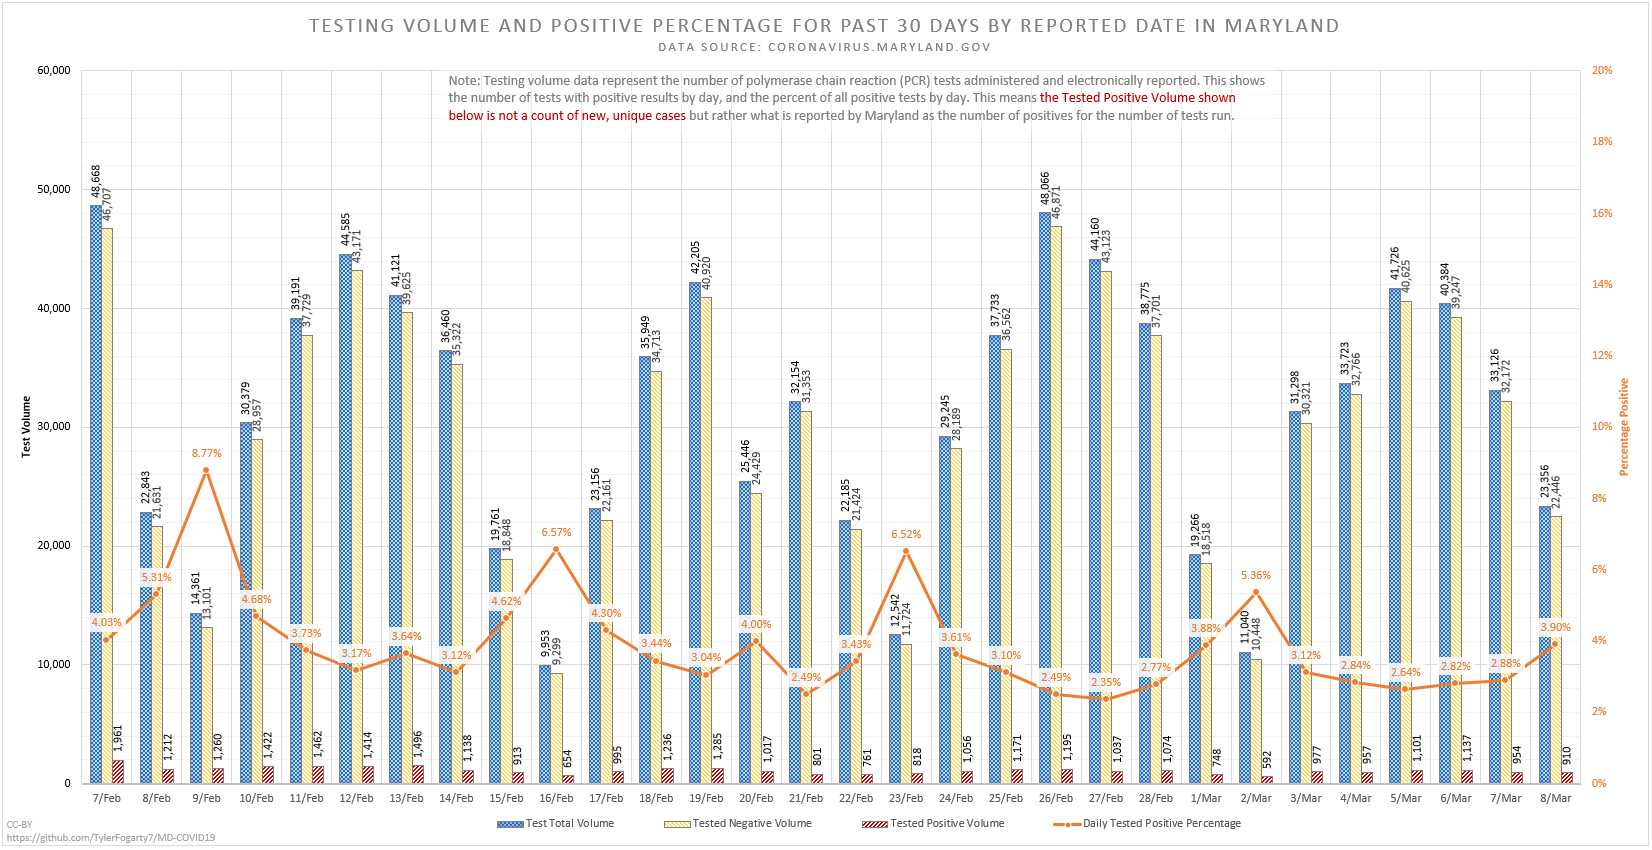 TESTING VOLUME AND POSITIVE PERCENTAGE FOR PAST 30 DAYS BY REPORTED DATE IN MARYLAND
DATA SOURCE: CORONAVIRUS.MARYLAND.GOV
Note: Testing volume data represent the number of polymerase chain reaction (PCR) tests administered and electronically reported. This shows
the number of tests with positive results by day, and the percent of all positive tests by day. This means the Tested Positive Volume shown
below is not a count of new, unique cases but rather what is reported by Maryland as the number of positives for the number of tests run.
Test Volume
60,000
50,000
40,000
30,000
20,000
10,000
0
48,668 46,707 4.03% 1,961
22,843 21,631 5.31% 1,212
14,361 13,101 8.77% 1,260
30,379 28,957 4.68% 1,422
39,191 37,729 3.73% 1,462
44,585 43,171 3.17% 1,414
41,121 39,625 3.64% 1,496
36,460 35,322 3.12% 1,138
19,761 18,848 4.62% 913
9,953 9,299 6.57% 654
23,156 22,161 4.30% 995
35,949 34,713 3.44% 1,236
42,205 40,920 3.04% 1,285
25,446 24,429 4.00% 1,017
32,154 31,353 2.49% 801
22,185 21,424 3.43% 761
12,542 11,724 6.52% 818
29,245 28,189 3.61% 1,056
37,733 36,562 3.10% 1,171
48,066 46,871 2.49% 1,195
44,160 43,123 2.35% 1,037
38,775 37,701 2.77% 1,074
19,266 18,518 3.88% 748
11,040 10,448 5.36% 592
31,298 30,321 3.12% 977
33,723 32,766 2.84% 957
41,726 40,625 2.64% 1,101
40,384 39,247 2.82% 1,137
33,126 32,172 2.88% 954
23,356 22,446 3.90% 910
20%
18%
16%
14%
12%
10%
8%
6%
4%
2%
0%
Percentage Positive
7/Feb 8/Feb 9/Feb 10/Feb 11/Feb 12/Feb 13/Feb 14/Feb 15/Feb 16/Feb 17/Feb 18/Feb 19/Feb 20/Feb 21/Feb 22/Feb 23/Feb 24/Feb 25/Feb 26/Feb 27/Feb 28/Feb 1/Mar 2/Mar 3/Mar 4/Mar 5/Mar 6/Mar 7/Mar 8/Mar
Test Total Volume Tested Negative Volume Tested Positive Volume Daily Tested Positive Percentage
CC-BY
https://github.com/TylerFogarty7/MD-COVID19